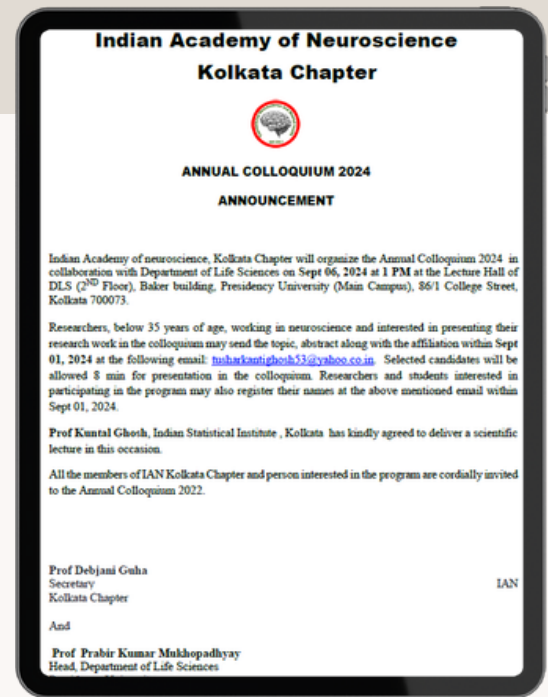 Indian Academy of Neuroscience
Kolkata Chapter
ANNUAL COLLOQUIUM 2024
ANNOUNCEMENT
Indian Academy of neuroscience, Kolkata Chapter will organize the Annual Colloquium 2024 in
collaboration with Department of Life Sciences on Sept 06, 2024 at 1 PM at the Lecture Hall of
DLS (2ND Floor), Baker building, Presidency University (Main Campus), 86/1 College Street,
Kolkata 700073.
Researchers, below 35 years of age, working in neuroscience and interested in presenting their
research work in the colloquium may send the topic, abstract along with the affiliation within Sept
01, 2024 at the following email: tusharkantighosh53@yahoo.co.in. Selected candidates will be
allowed 8 min for presentation in the colloquium. Researchers and students interested in
participating in the program may also register their names at the above mentioned email within
Sept 01, 2024.
Prof Kuntal Ghosh, Indian Statistical Institute , Kolkata has kindly agreed to deliver a scientific
lecture in this occasion.
All the members of IAN Kolkata Chapter and person interested in the program are cordially invited
to the Annual Colloquium 2022.
Prof Debjani Guha
Secretary IAN
Kolkata Chapter
And
Prof Prabir Kumar Mukhopadhyay
Head, Department of Life Sciences